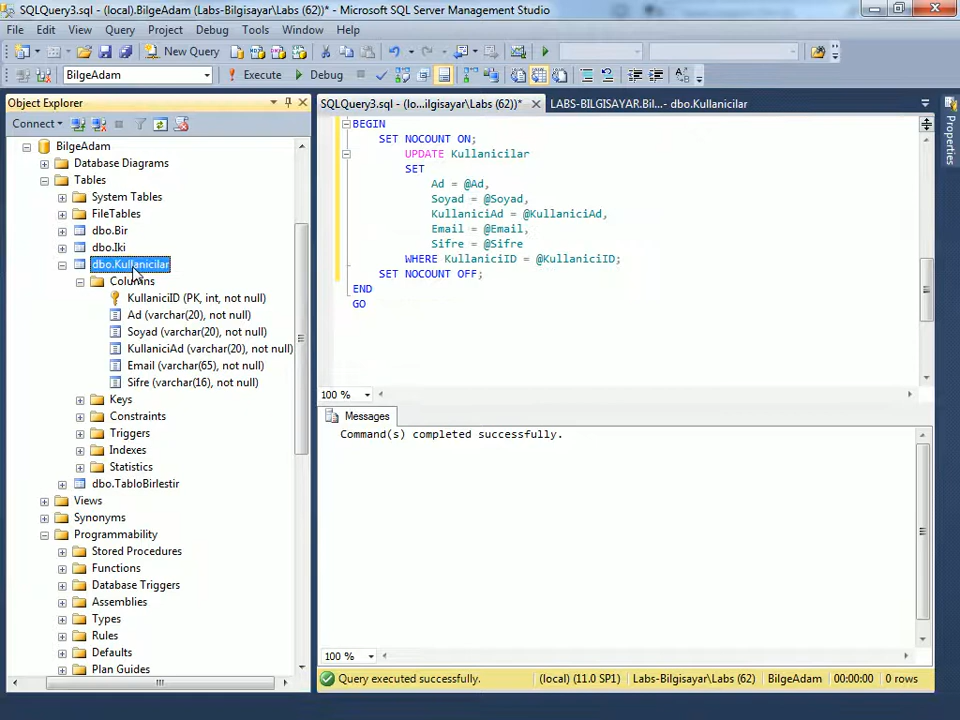 SQLQuery3.sql - (local).BilgeAdam (Labs-Bilgisayar\Labs (62))* - Microsoft SQL Server Management Studio
File Edit View Query Project Debug Tools Window Help
New Query
BilgeAdam Execute Debug
Object Explorer
Connect
BilgeAdam
Database Diagrams
Tables
System Tables
FileTables
dbo.Bir
dbo.Iki
dbo.Kullanicilar
Columns
KullaniciID (PK, int, not null)
Ad (varchar(20), not null)
Soyad (varchar(20), not null)
KullaniciAd (varchar(20), not null)
Email (varchar(65), not null)
Sifre (varchar(16), not null)
Keys
Constraints
Triggers
Indexes
Statistics
dbo.TabloBirlestir
Views
Synonyms
Programmability
Stored Procedures
Functions
Database Triggers
Assemblies
Types
Rules
Defaults
Plan Guides
SQLQuery3.sql - (lo...ilgisayar\Labs (62))* LABS-BILGISAYAR.Bil... - dbo.Kullanicilar
BEGIN
SET NOCOUNT ON;
UPDATE Kullanicilar
SET
Ad = @Ad,
Soyad = @Soyad,
KullaniciAd = @KullaniciAd,
Email = @Email,
Sifre = @Sifre
WHERE KullaniciID = @KullaniciID;
SET NOCOUNT OFF;
END
GO
100 %
Messages
Command(s) completed successfully.
100 %
Query executed successfully. (local) (11.0 SP1) Labs-Bilgisayar\Labs (62) BilgeAdam 00:00:00 0 rows
Properties